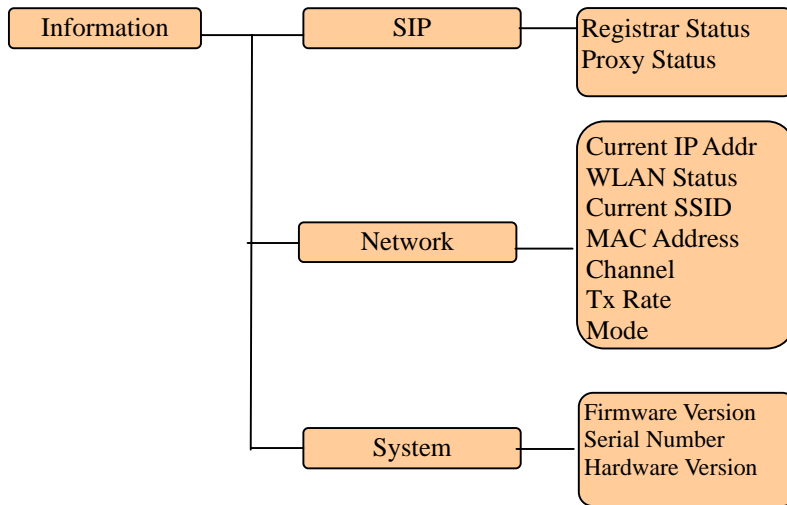 Information
SIP
Registrar Status
Proxy Status
Network
Current IP Addr
WLAN Status
Current SSID
MAC Address
Channel
Tx Rate
Mode
System
Firmware Version
Serial Number
Hardware Version